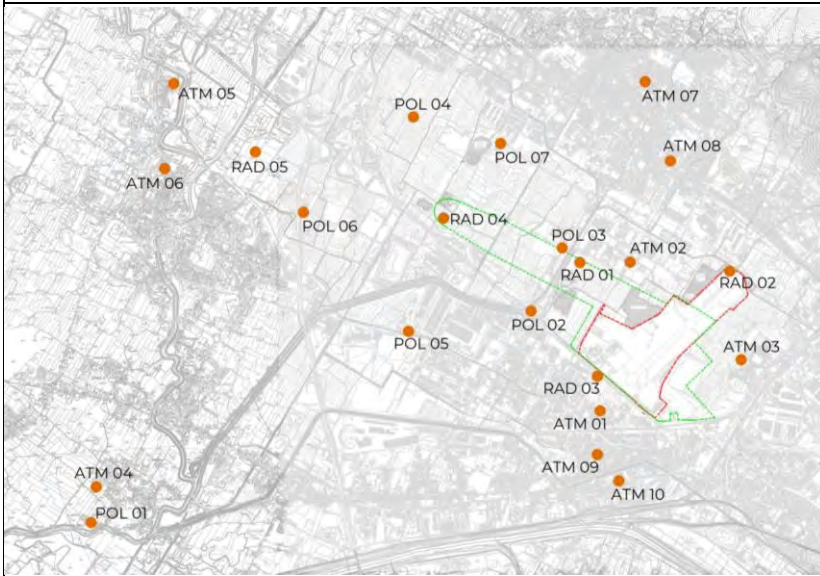 ATM 05
ATM 07
POL 04
POL 07
RAD 05
ATM 08
ATM 06
POL 06
RAD 04
POL 03
ATM 02
RAD 01
RAD 02
POL 02
POL 05
ATM 03
RAD 03
ATM 01
ATM 09
ATM 04
ATM 10
POL 01